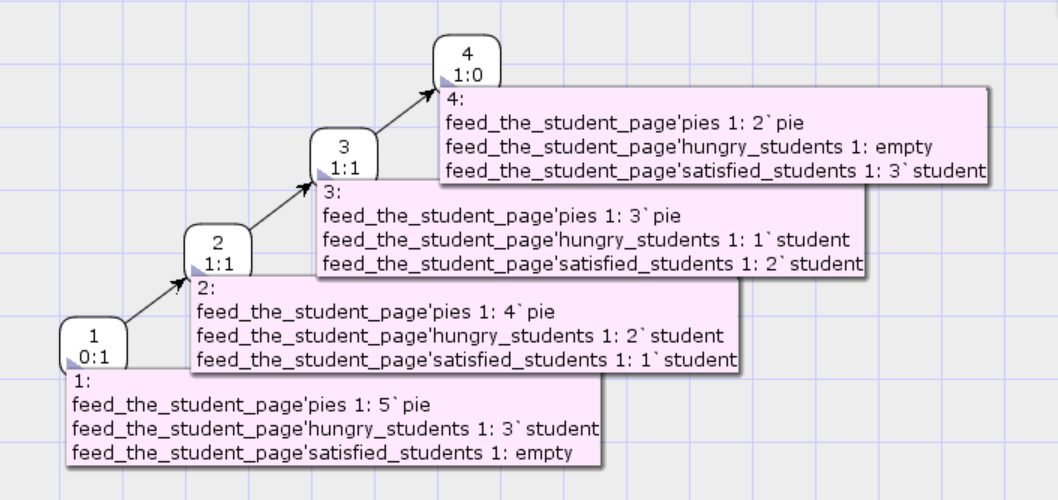 4
1:0
4:
feed_the_student_page'pies 1: 2`pie
feed_the_student_page'hungry_students 1: empty
feed_the_student_page'satisfied_students 1: 3`student
3
1:1
3:
feed_the_student_page'pies 1: 3`pie
feed_the_student_page'hungry_students 1: 1`student
feed_the_student_page'satisfied_students 1: 2`student
2
1:1
2:
feed_the_student_page'pies 1: 4`pie
feed_the_student_page'hungry_students 1: 2`student
feed_the_student_page'satisfied_students 1: 1`student
1
0:1
1:
feed_the_student_page'pies 1: 5`pie
feed_the_student_page'hungry_students 1: 3`student
feed_the_student_page'satisfied_students 1: empty